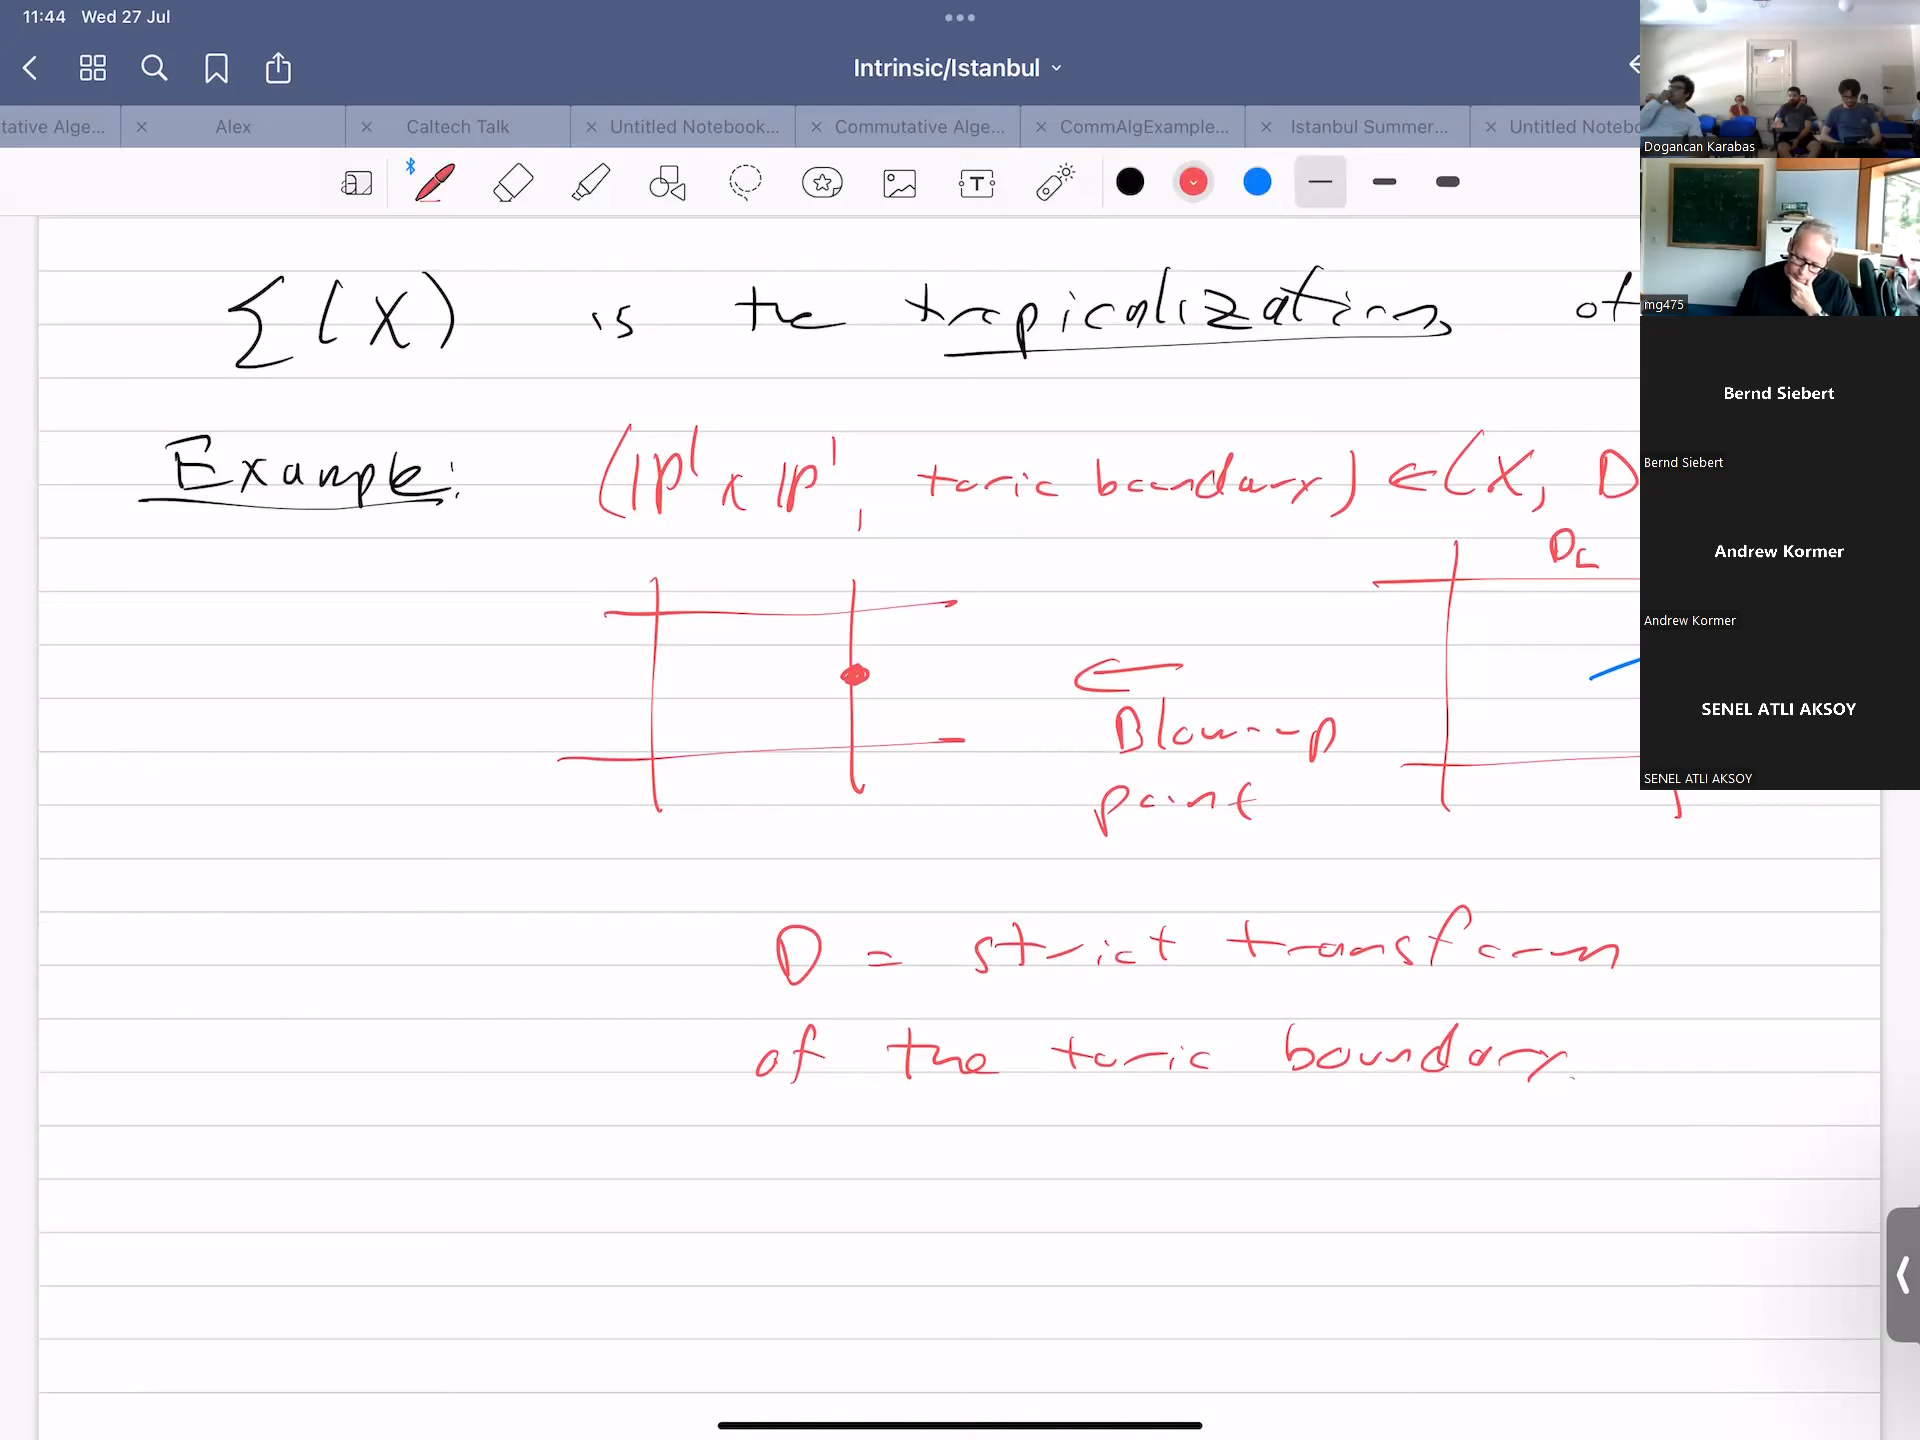 11:44 Wed 27 Jul
Intrinsic/Istanbul
tative Alge... Alex Caltech Talk Untitled Notebook... Commutative Alge... CommAlgExample... Istanbul Summer... Untitled Notebo
Dogancan Karabas
mg475
Bernd Siebert
Bernd Siebert
Andrew Kormer
Andrew Kormer
SENEL ATLI AKSOY
SENEL ATLI AKSOY
Σ(X) is the tropicalization of
Example: (ℙ¹ × ℙ¹, toric boundary) ← (X, D
←
Blow-up
point
D = strict transform
of the toric boundary.